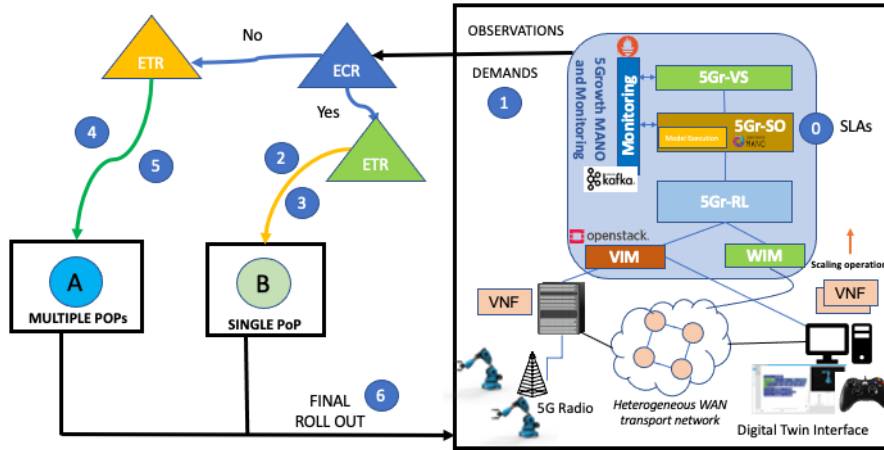 OBSERVATIONS
No
ETR
ECR
DEMANDS
1
5Growth MANO
and Monitoring
Monitoring
5Gr-VS
Yes
5Gr-SO
Model Execution
MANO
0
SLAs
4
5
2
3
ETR
kafka
5Gr-RL
openstack.
VIM
WIM
Scaling operation
A
MULTIPLE POPs
B
SINGLE PoP
VNF
VNF
FINAL
ROLL OUT
6
5G Radio
Heterogeneous WAN
transport network
Digital Twin Interface